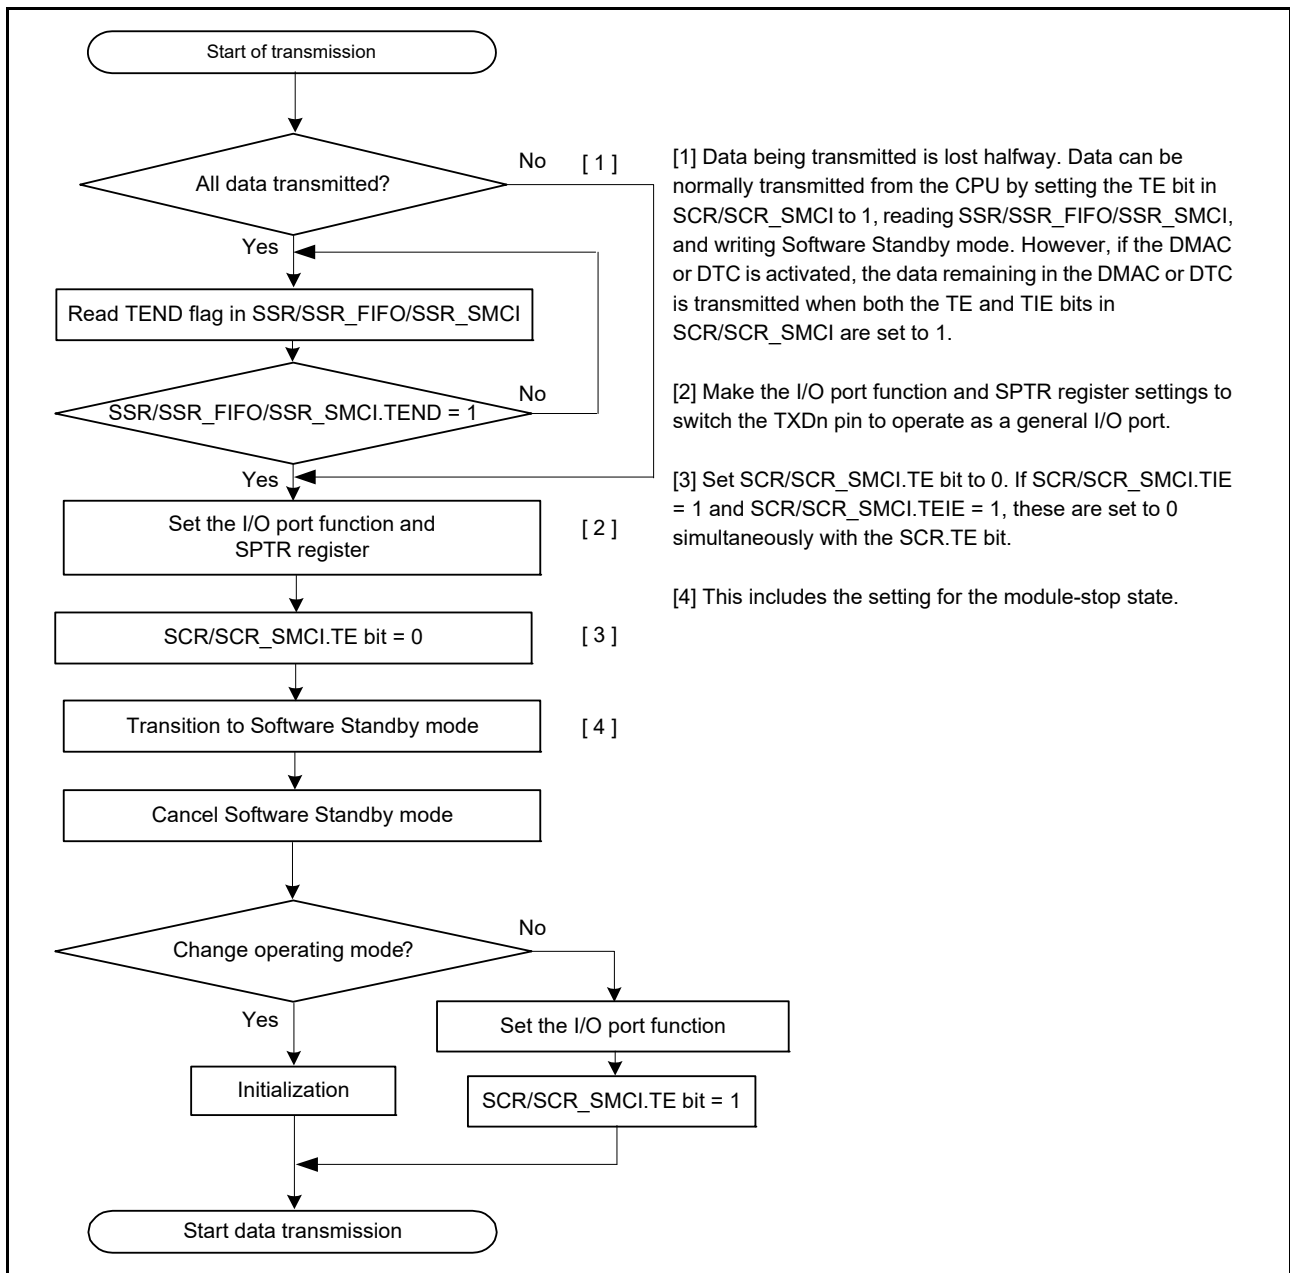 Start of transmission
All data transmitted?
No
[ 1 ]
Yes
Read TEND flag in SSR/SSR_FIFO/SSR_SMCI
SSR/SSR_FIFO/SSR_SMCI.TEND = 1
No
Yes
Set the I/O port function and
SPTR register
[ 2 ]
SCR/SCR_SMCI.TE bit = 0
[ 3 ]
Transition to Software Standby mode
[ 4 ]
Cancel Software Standby mode
Change operating mode?
No
Yes
Set the I/O port function
Initialization
SCR/SCR_SMCI.TE bit = 1
Start data transmission
[1] Data being transmitted is lost halfway. Data can be
normally transmitted from the CPU by setting the TE bit in
SCR/SCR_SMCI to 1, reading SSR/SSR_FIFO/SSR_SMCI,
and writing Software Standby mode. However, if the DMAC
or DTC is activated, the data remaining in the DMAC or DTC
is transmitted when both the TE and TIE bits in
SCR/SCR_SMCI are set to 1.
[2] Make the I/O port function and SPTR register settings to
switch the TXDn pin to operate as a general I/O port.
[3] Set SCR/SCR_SMCI.TE bit to 0. If SCR/SCR_SMCI.TIE
= 1 and SCR/SCR_SMCI.TEIE = 1, these are set to 0
simultaneously with the SCR.TE bit.
[4] This includes the setting for the module-stop state.